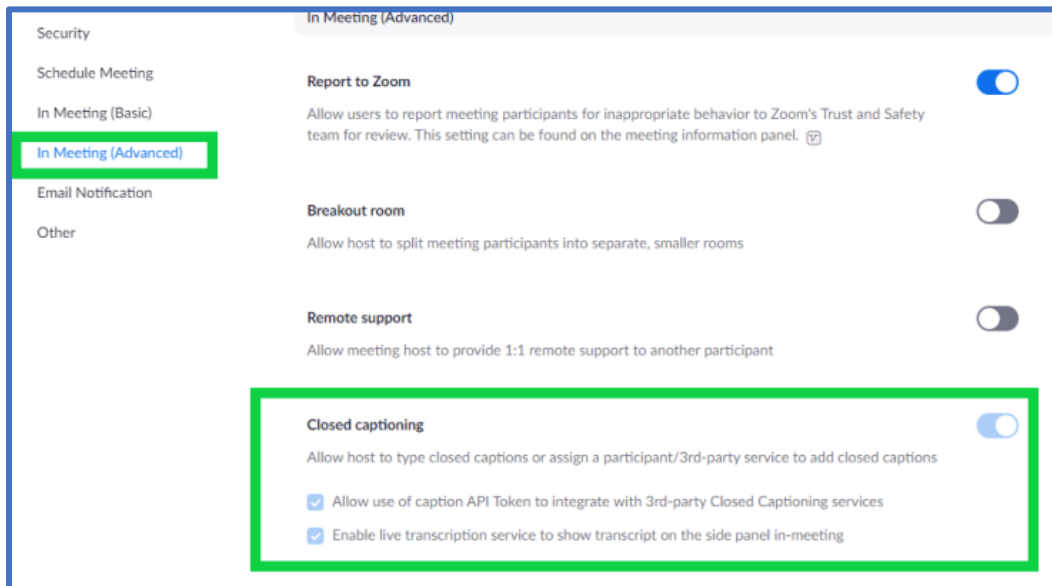 Security
Schedule Meeting
In Meeting (Basic)
In Meeting (Advanced)
Email Notification
Other
In Meeting (Advanced)
Report to Zoom
Allow users to report meeting participants for inappropriate behavior to Zoom's Trust and Safety
team for review. This setting can be found on the meeting information panel.
Breakout room
Allow host to split meeting participants into separate, smaller rooms
Remote support
Allow meeting host to provide 1:1 remote support to another participant
Closed captioning
Allow host to type closed captions or assign a participant/3rd-party service to add closed captions
Allow use of caption API Token to integrate with 3rd-party Closed Captioning services
Enable live transcription service to show transcript on the side panel in-meeting